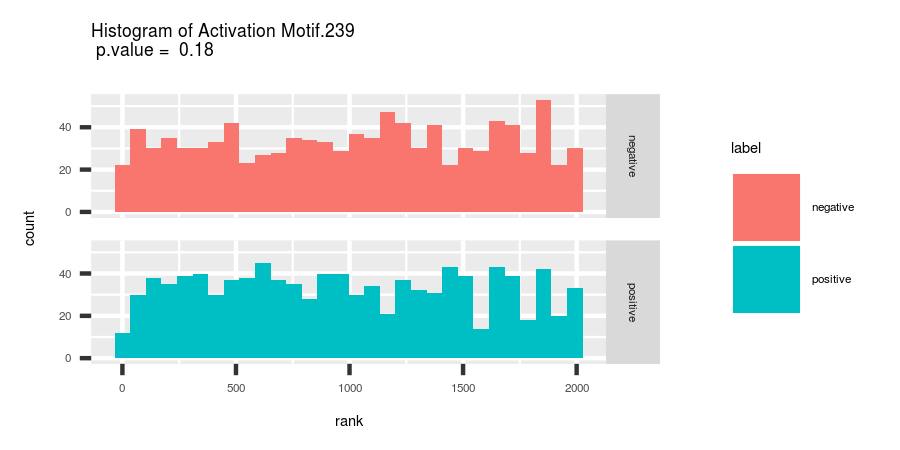 Histogram of Activation Motif.239
p.value = 0.18
count
40
20
0
negative
40
20
0
positive
0 500 1000 1500 2000
rank
label
negative
positive